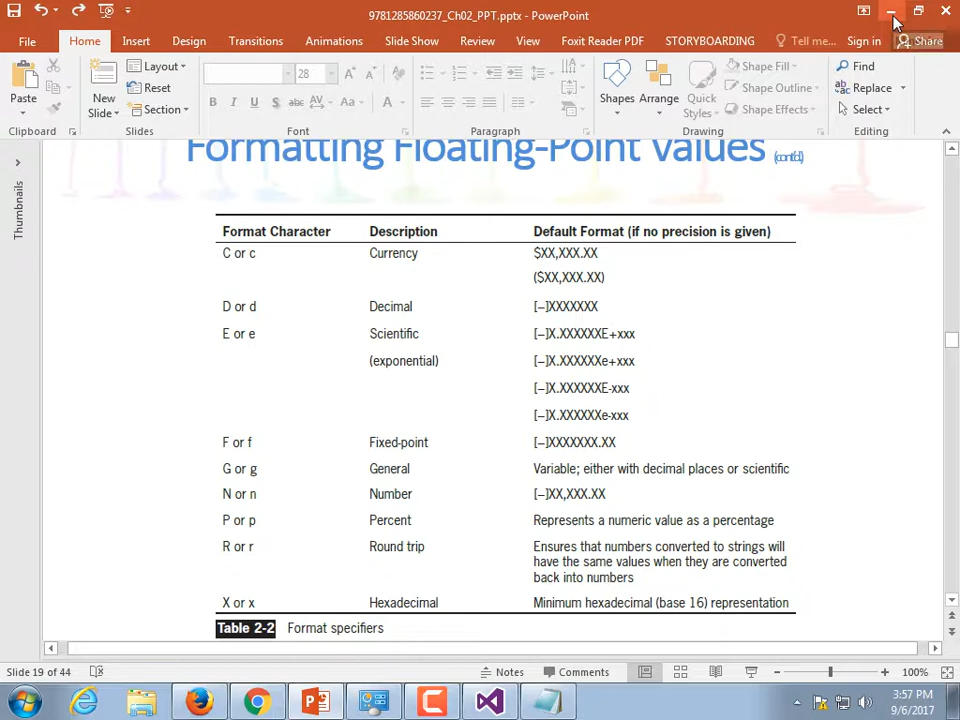 9781285860237_Ch02_PPT.pptx - PowerPoint
File Home Insert Design Transitions Animations Slide Show Review View Foxit Reader PDF STORYBOARDING Tell me... Sign in Share
Paste New Slide Layout Reset Section 28 Shapes Arrange Quick Styles Shape Fill Shape Outline Shape Effects Find Replace Select
Clipboard Slides Font Paragraph Drawing Editing
Thumbnails
Formatting Floating-Point Values (cont'd.)
Format Character Description Default Format (if no precision is given)
C or c Currency $XX,XXX.XX
($XX,XXX.XX)
D or d Decimal [–]XXXXXXX
E or e Scientific [–]X.XXXXXXE+xxx
(exponential) [–]X.XXXXXXe+xxx
[–]X.XXXXXXE-xxx
[–]X.XXXXXXe-xxx
F or f Fixed-point [–]XXXXXXX.XX
G or g General Variable; either with decimal places or scientific
N or n Number [–]XX,XXX.XX
P or p Percent Represents a numeric value as a percentage
R or r Round trip Ensures that numbers converted to strings will
have the same values when they are converted
back into numbers
X or x Hexadecimal Minimum hexadecimal (base 16) representation
Table 2-2 Format specifiers
Slide 19 of 44 Notes Comments 100%
3:57 PM
9/6/2017